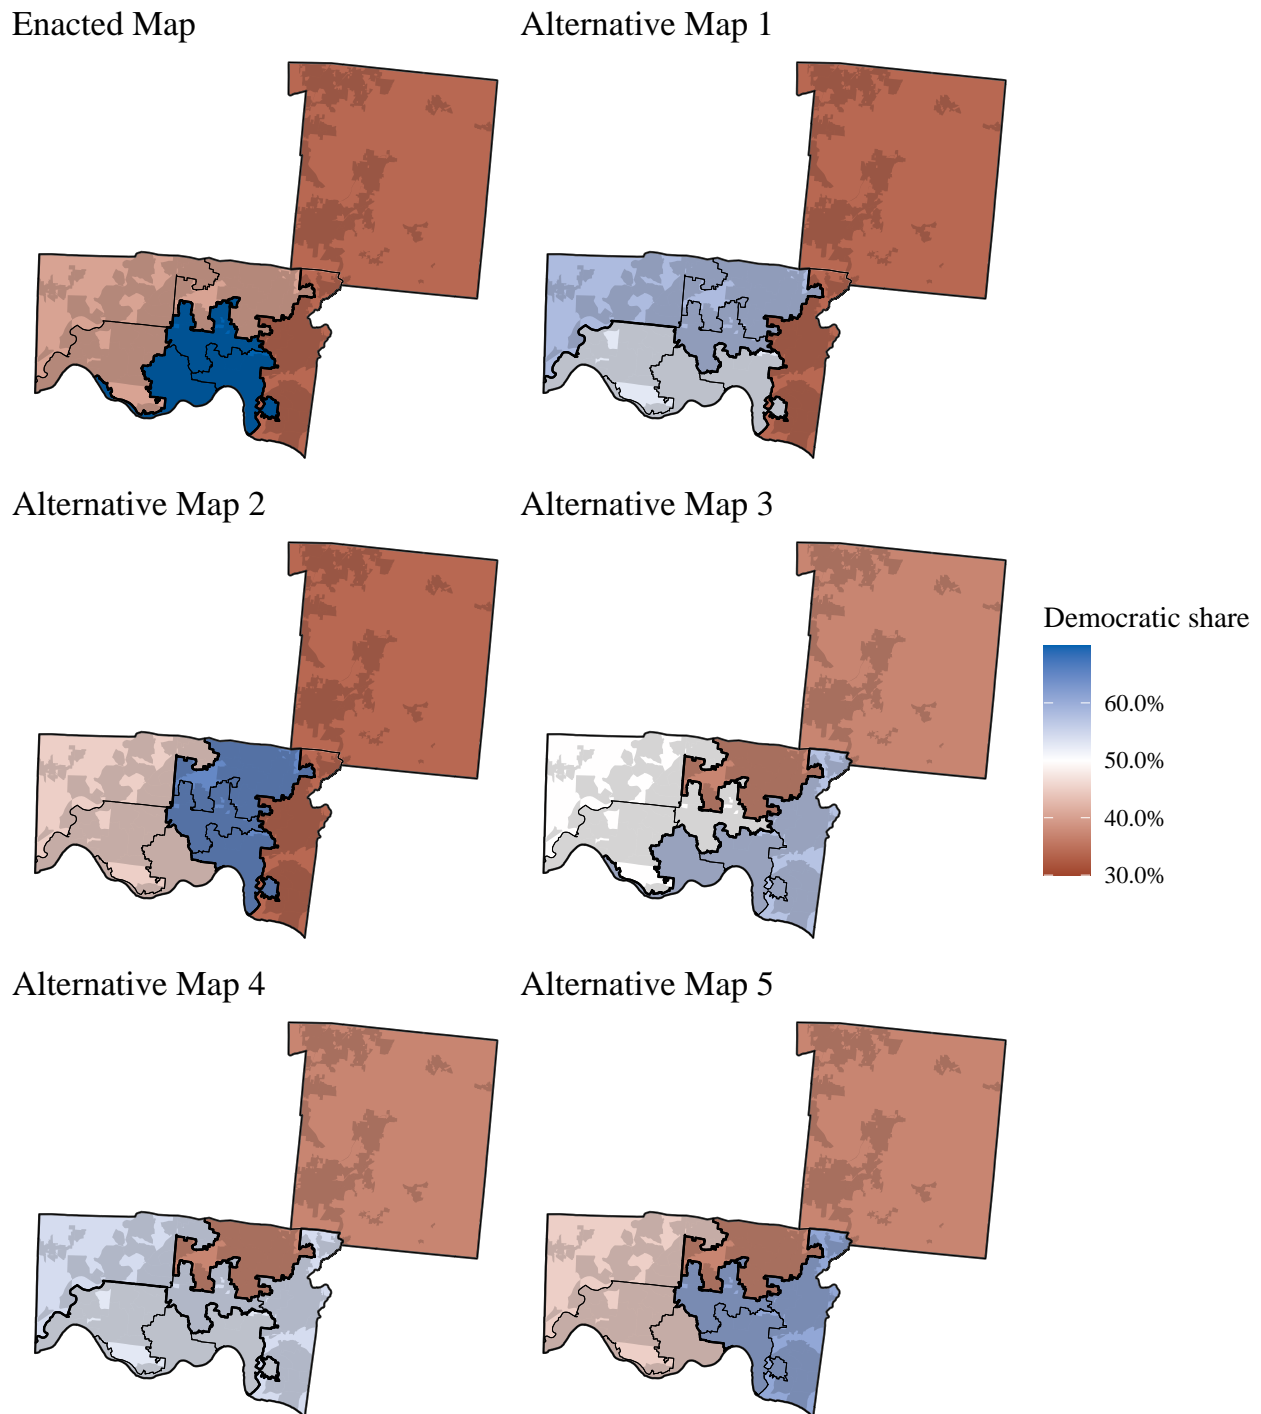 Enacted Map
Alternative Map 1
Alternative Map 2
Alternative Map 3
Democratic share
60.0%
50.0%
40.0%
30.0%
Alternative Map 4
Alternative Map 5